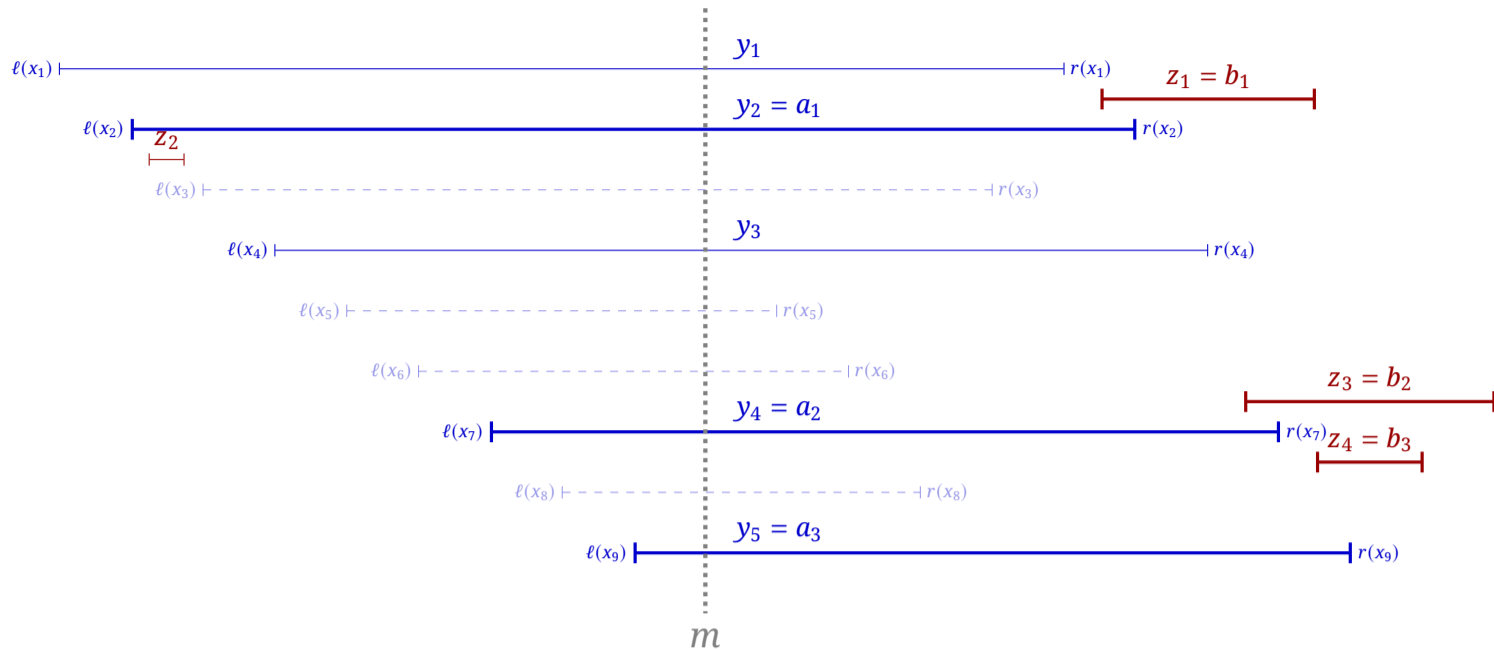 y₁
ℓ(x₁) r(x₁)
z₁ = b₁
y₂ = a₁
ℓ(x₂) r(x₂)
z₂
ℓ(x₃) r(x₃)
y₃
ℓ(x₄) r(x₄)
ℓ(x₅) r(x₅)
ℓ(x₆) r(x₆)
z₃ = b₂
y₄ = a₂
ℓ(x₇) r(x₇)
z₄ = b₃
ℓ(x₈) r(x₈)
y₅ = a₃
ℓ(x₉) r(x₉)
m